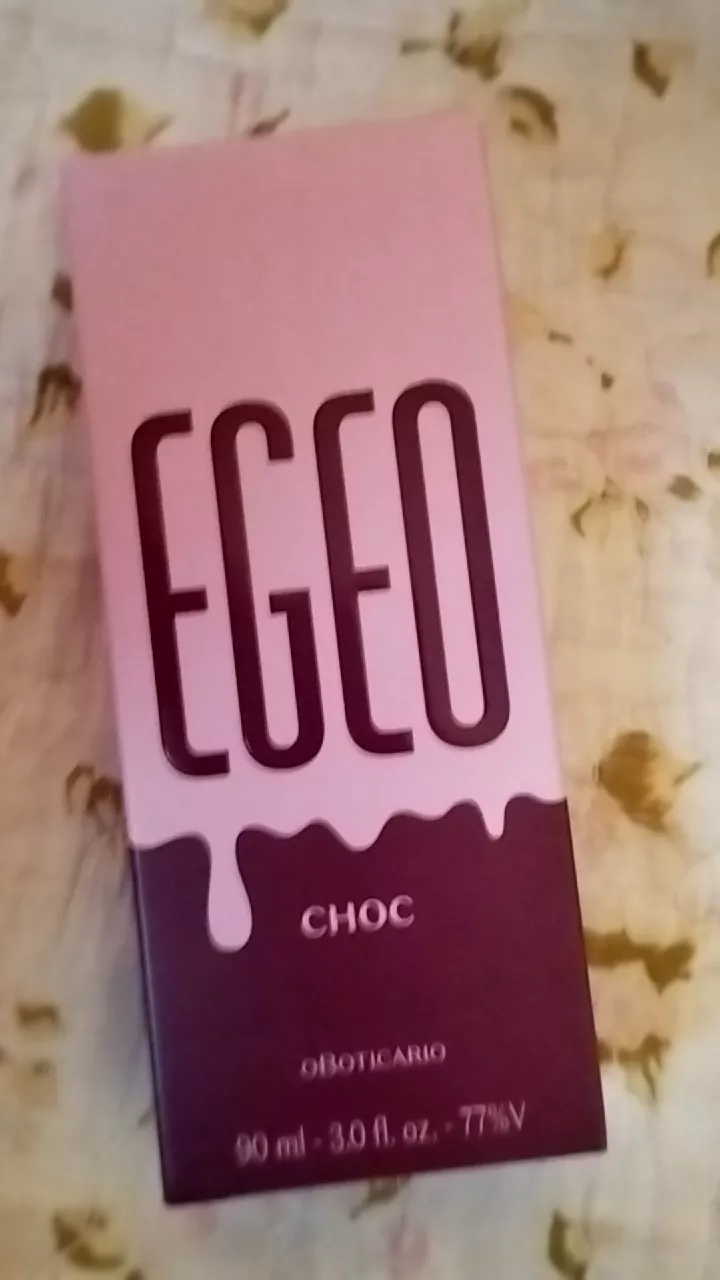 EGEO
CHOC
oBOTICARIO
90 ml - 3.0 fl. oz. - 77%V